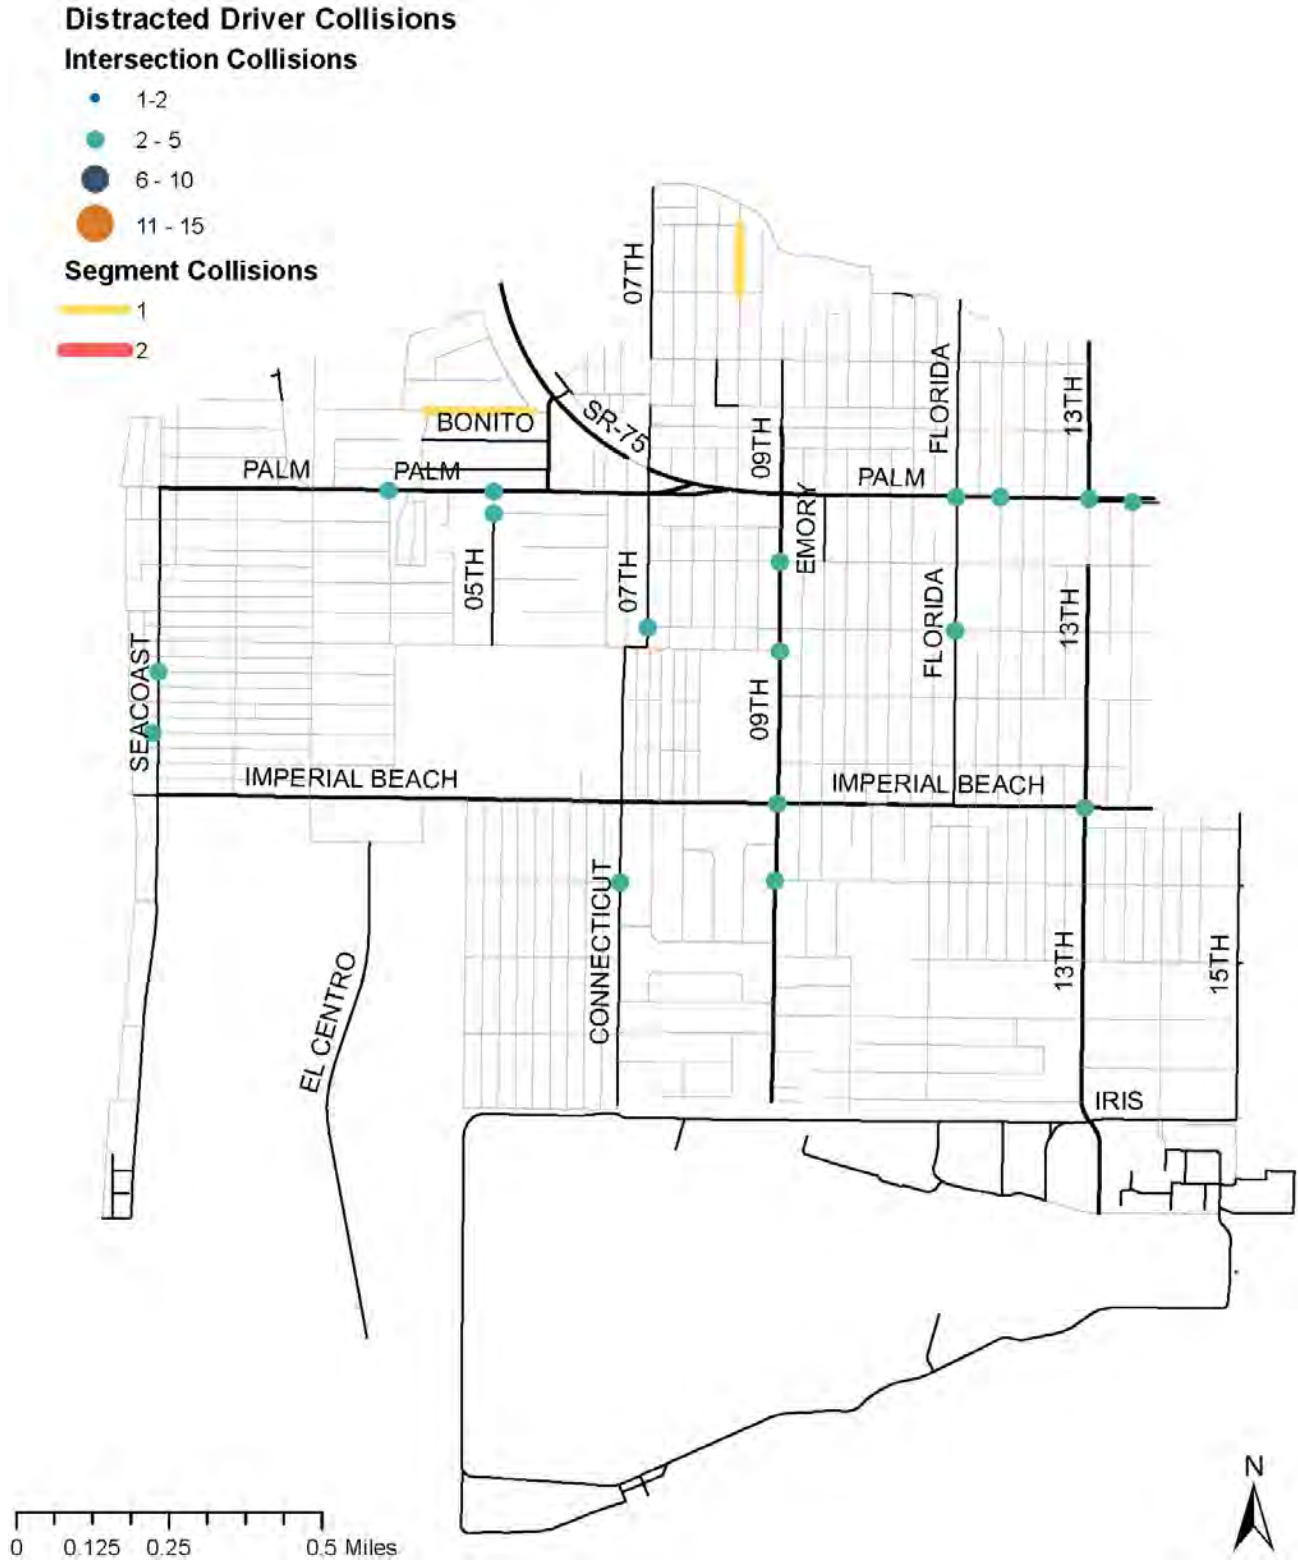 Distracted Driver Collisions
Intersection Collisions
1-2
2 - 5
6 - 10
11 - 15
Segment Collisions
1
2
07TH
FLORIDA
13TH
SR-75
BONITO
09TH
PALM
PALM
PALM
EMORY
05TH
07TH
FLORIDA
13TH
SEACOAST
09TH
IMPERIAL BEACH
IMPERIAL BEACH
CONNECTICUT
13TH
15TH
EL CENTRO
IRIS
N
0 0.125 0.25 0.5 Miles